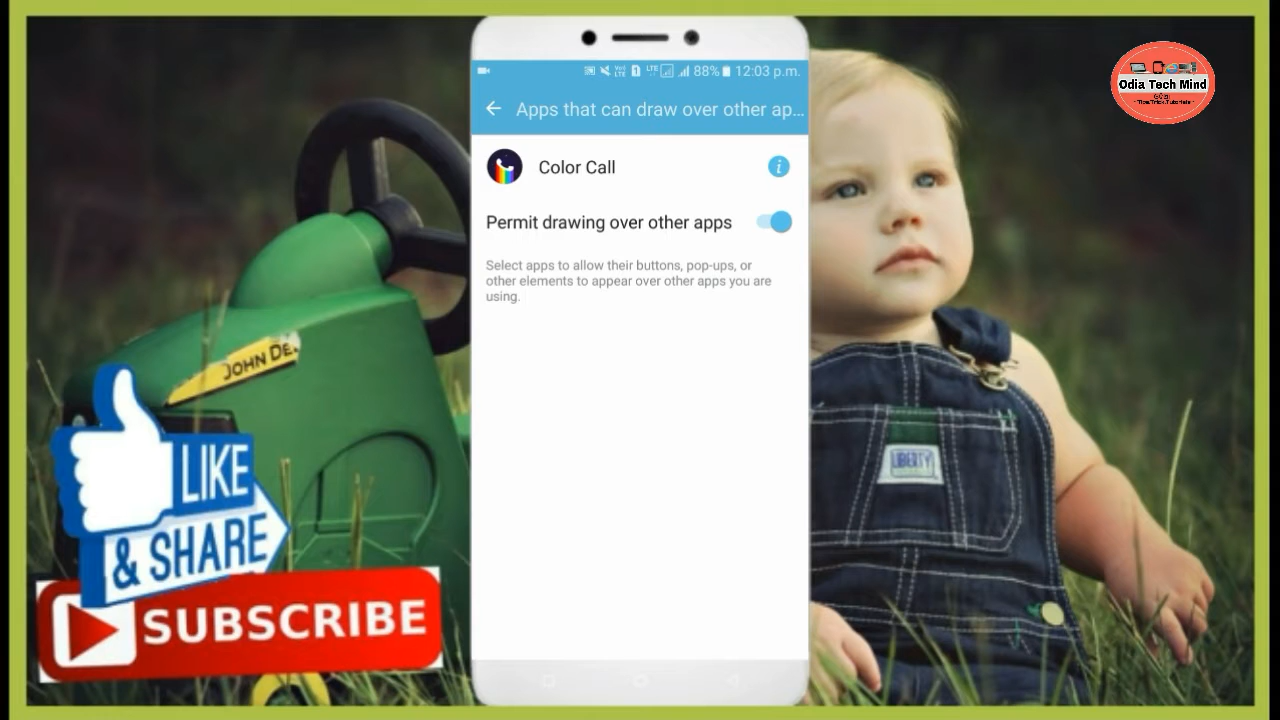 88% 12:03 p.m.
Apps that can draw over other ap...
Color Call
Permit drawing over other apps
Select apps to allow their buttons, pop-ups, or
other elements to appear over other apps you are
using.
Odia Tech Mind
JOHN DE
LIBERTY
LIKE
& SHARE
SUBSCRIBE